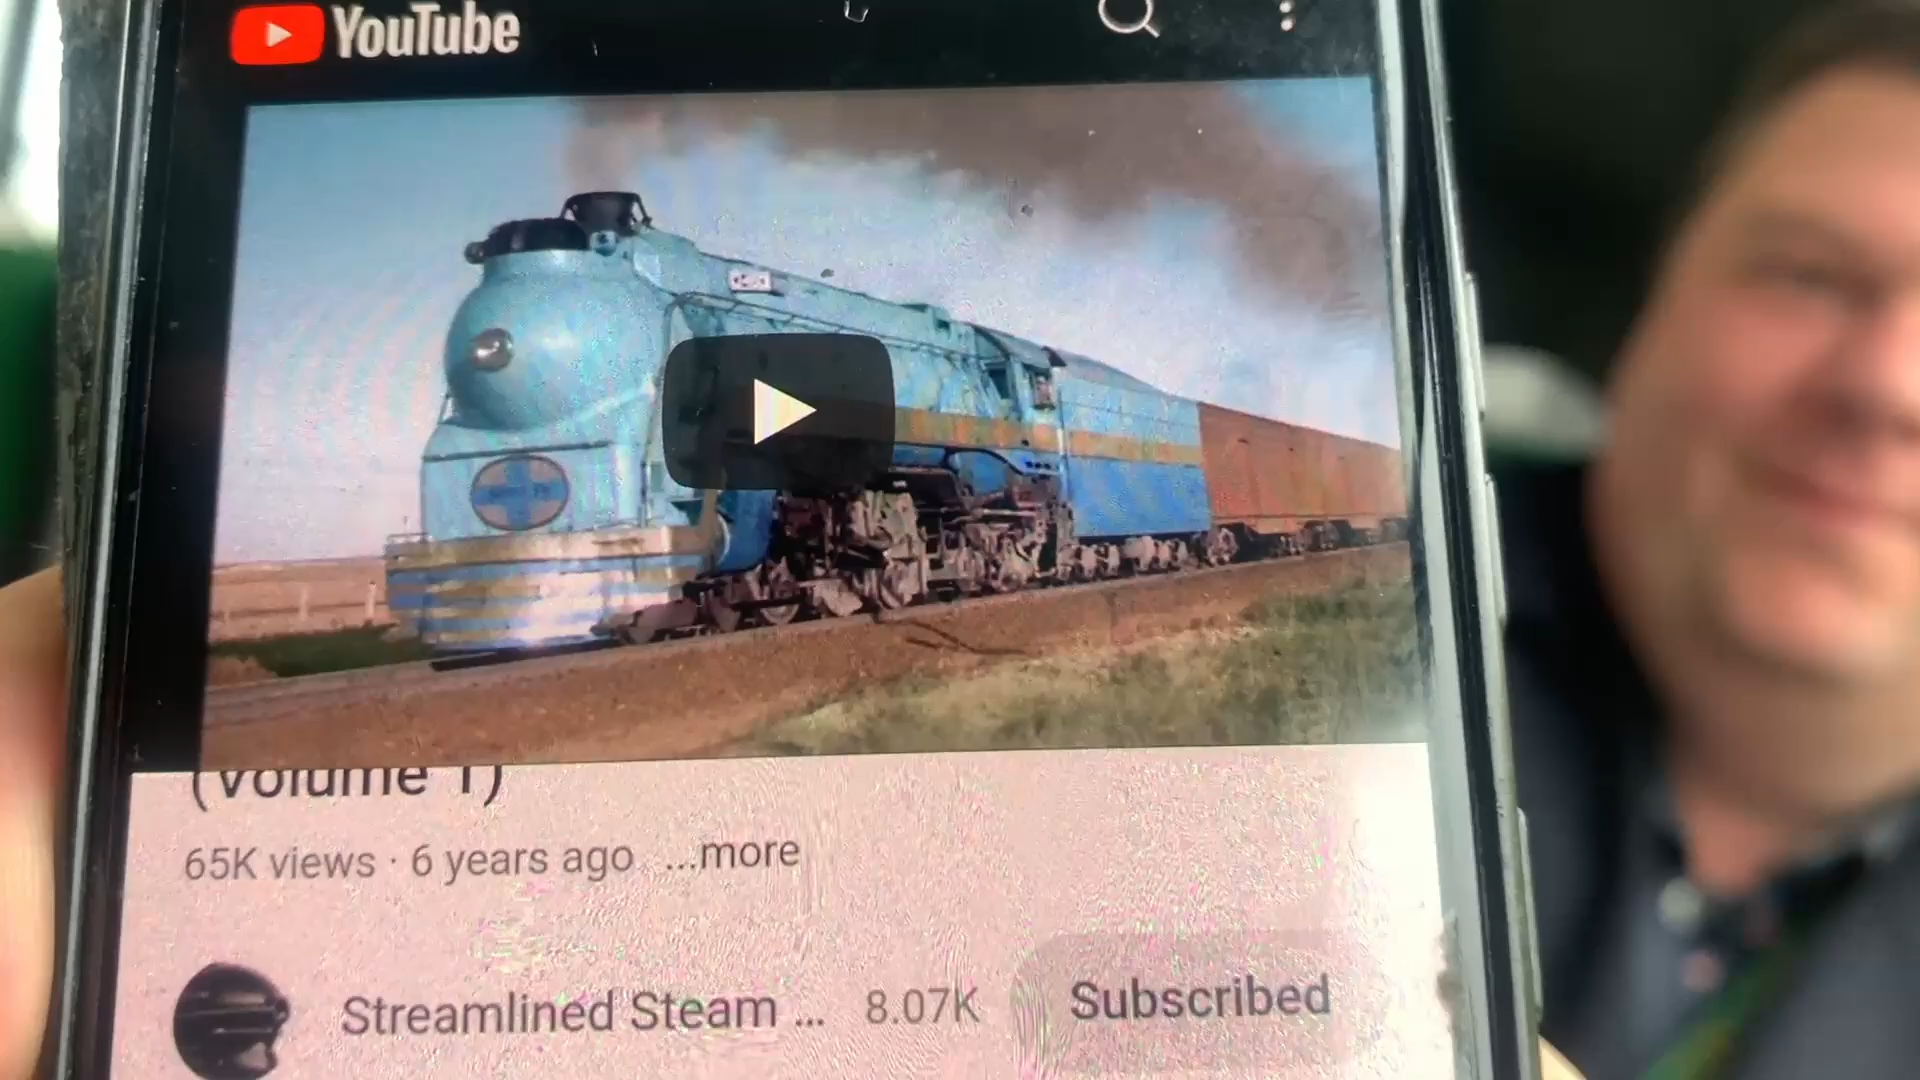 YouTube
(Volume 1)
65K views · 6 years ago ...more
Streamlined Steam ... 8.07K Subscribed